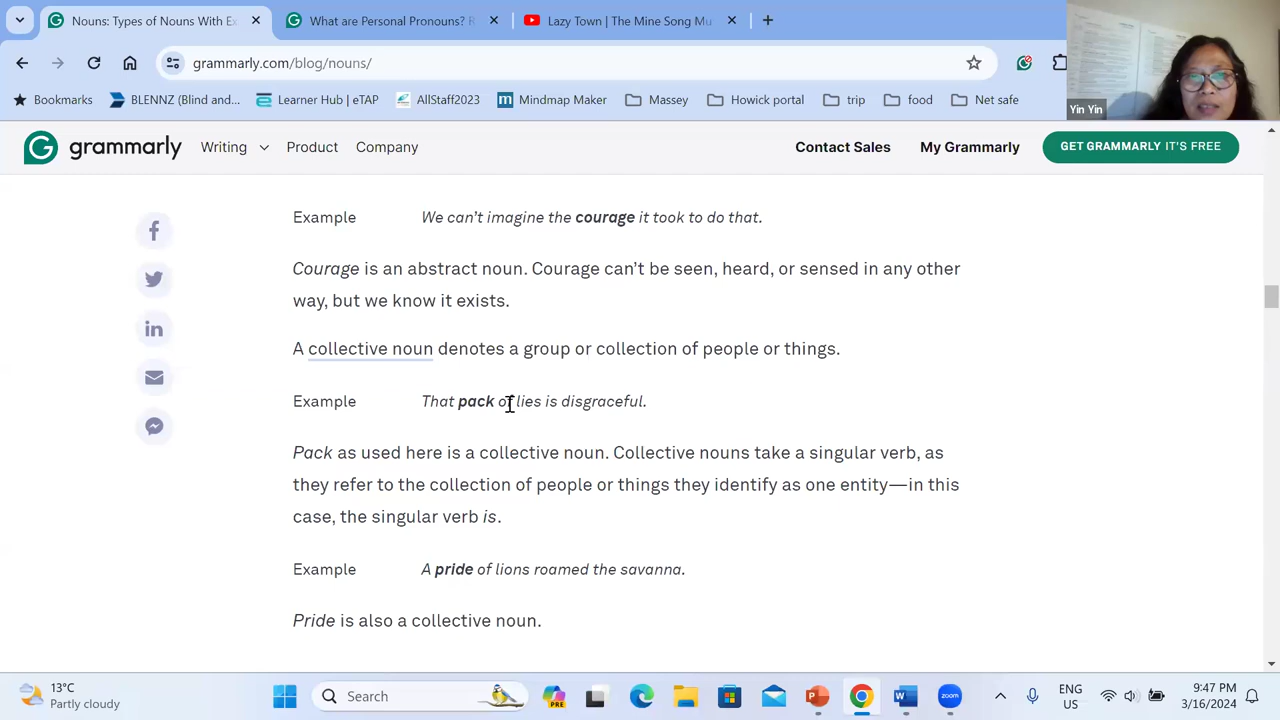 Nouns: Types of Nouns With Ex
What are Personal Pronouns? R
Lazy Town | The Mine Song Mu
grammarly.com/blog/nouns/
Bookmarks
BLENNZ (Blind and...
Learner Hub | eTAP
AllStaff2023
Mindmap Maker
Massey
Howick portal
trip
food
Net safe
Yin Yin
grammarly
Writing
Product
Company
Contact Sales
My Grammarly
GET GRAMMARLY IT'S FREE
Example We can't imagine the courage it took to do that.
Courage is an abstract noun. Courage can't be seen, heard, or sensed in any other
way, but we know it exists.
A collective noun denotes a group or collection of people or things.
Example That pack of lies is disgraceful.
Pack as used here is a collective noun. Collective nouns take a singular verb, as
they refer to the collection of people or things they identify as one entity—in this
case, the singular verb is.
Example A pride of lions roamed the savanna.
Pride is also a collective noun.
13°C
Partly cloudy
Search
PRE
ENG
US
9:47 PM
3/16/2024